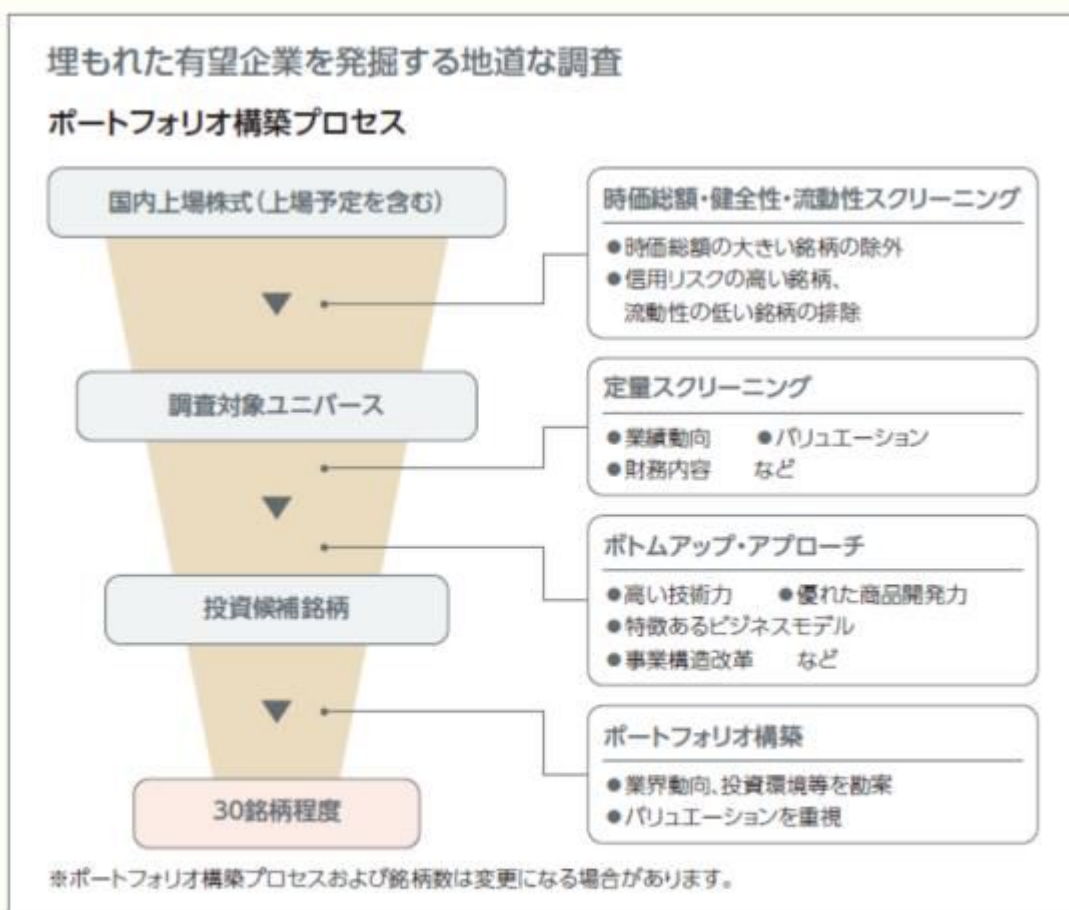 埋もれた有望企業を発掘する地道な調査
ポートフォリオ構築プロセス
国内上場株式(上場予定を含む)
時価総額・健全性・流動性スクリーニング
●時価総額の大きい銘柄の除外
●信用リスクの高い銘柄、
流動性の低い銘柄の排除
調査対象ユニバース
定量スクリーニング
●業績動向 ●バリュエーション
●財務内容 など
ボトムアップ・アプローチ
●高い技術力 ●優れた商品開発力
●特徴あるビジネスモデル
●事業構造改革 など
投資候補銘柄
ポートフォリオ構築
●業界動向、投資環境等を勘案
●バリュエーションを重視
30銘柄程度
※ポートフォリオ構築プロセスおよび銘柄数は変更になる場合があります。